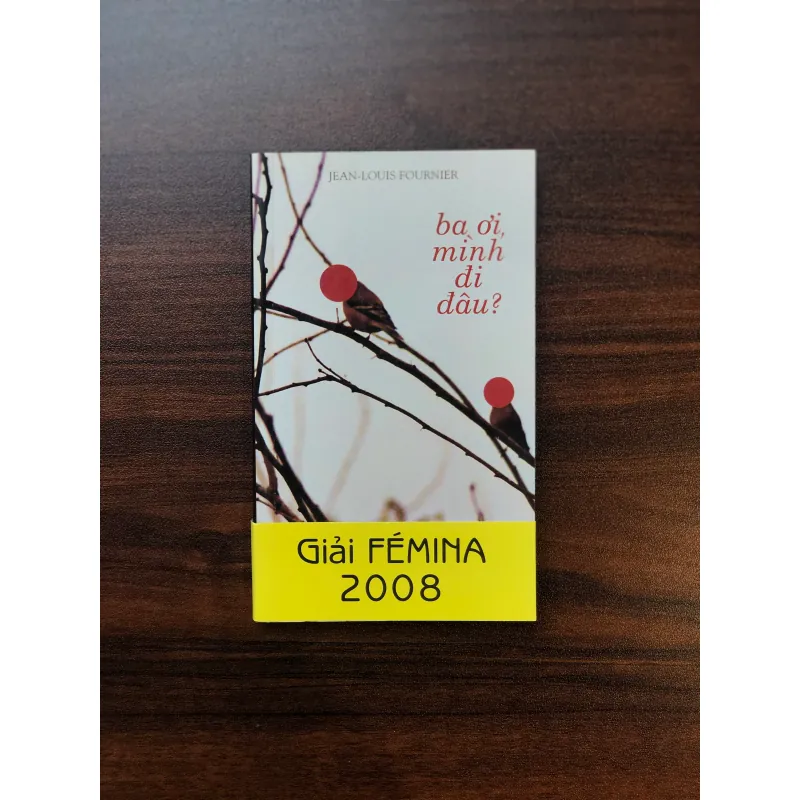 JEAN-LOUIS FOURNIER
ba ơi,
mình
đi
đâu?
Giải FÉMINA
2008